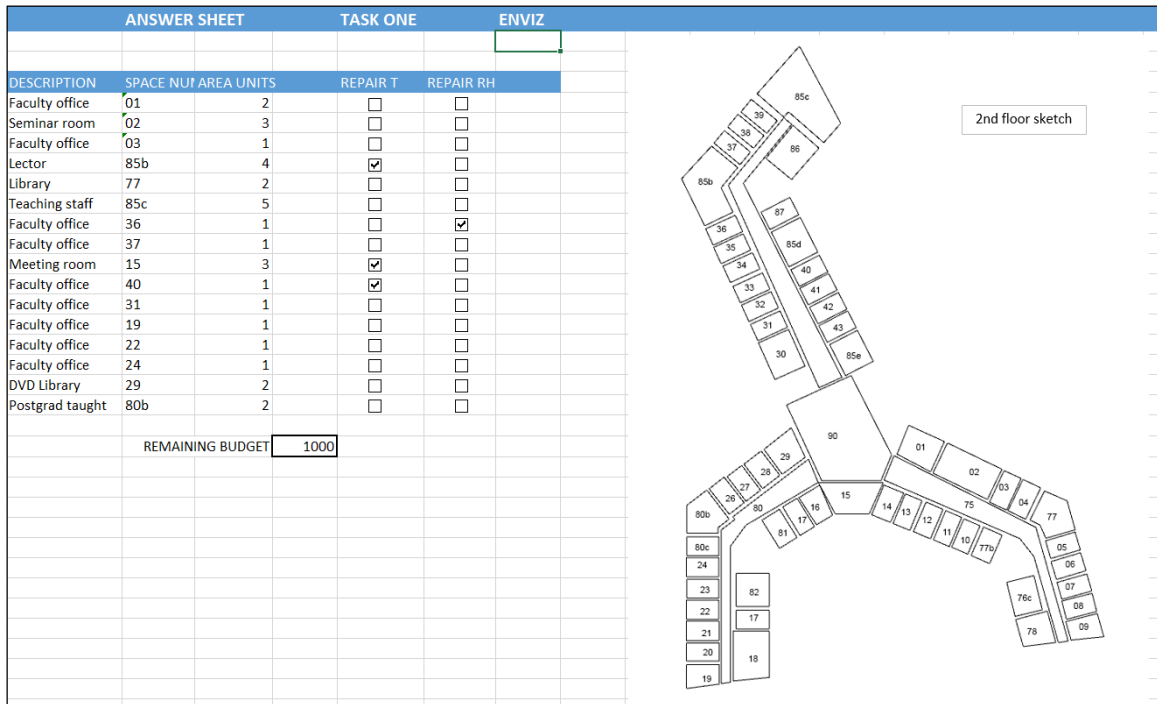 ANSWER SHEET TASK ONE ENVIZ
DESCRIPTION SPACE NUM AREA UNITS REPAIR T REPAIR RH
Faculty office 01 2
Seminar room 02 3
Faculty office 03 1
Lector 85b 4
Library 77 2
Teaching staff 85c 5
Faculty office 36 1
Faculty office 37 1
Meeting room 15 3
Faculty office 40 1
Faculty office 31 1
Faculty office 19 1
Faculty office 22 1
Faculty office 24 1
DVD Library 29 2
Postgrad taught 80b 2
REMAINING BUDGET 1000
2nd floor sketch
85c
39
38
37
86
85b
87
36
35
85d
34
40
33
41
32
42
31
43
30
85e
90
01
02
03
04
77
29
28
27
26
80b
80
15
16
17
81
14
13
12
11
10
77b
75
05
06
07
08
09
76c
78
80c
24
23
22
21
20
19
82
17
18